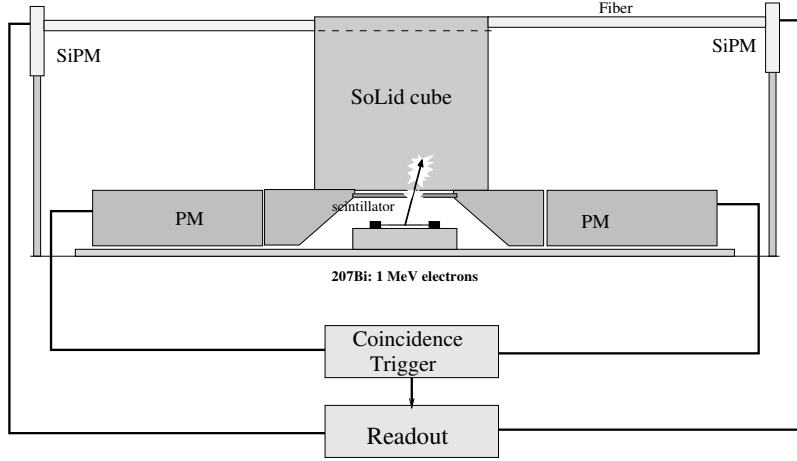 Fiber
SiPM
SiPM
SoLid cube
scintillator
PM
PM
207Bi: 1 MeV electrons
Coincidence
Trigger
Readout